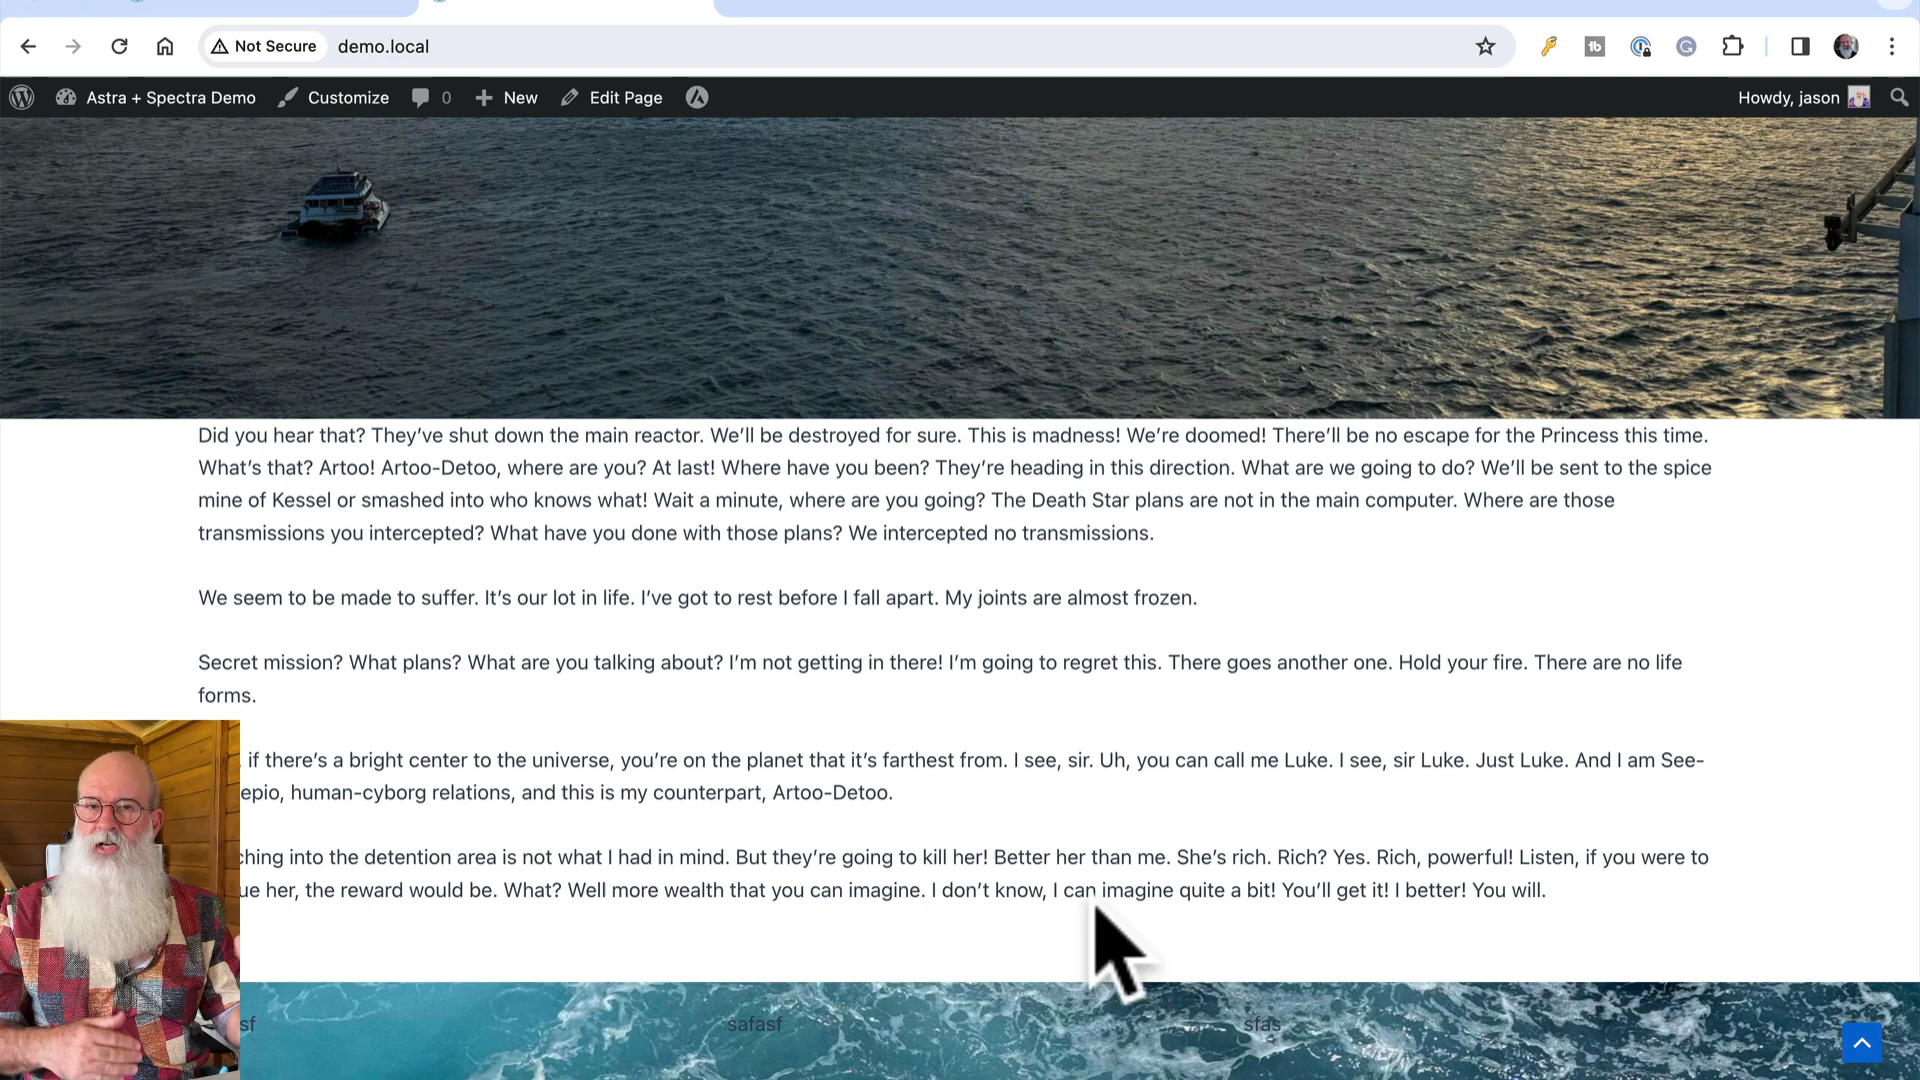 Not Secure demo.local
Astra + Spectra Demo Customize 0 New Edit Page Howdy, jason
Did you hear that? They’ve shut down the main reactor. We’ll be destroyed for sure. This is madness! We’re doomed! There’ll be no escape for the Princess this time.
What’s that? Artoo! Artoo-Detoo, where are you? At last! Where have you been? They’re heading in this direction. What are we going to do? We’ll be sent to the spice
mine of Kessel or smashed into who knows what! Wait a minute, where are you going? The Death Star plans are not in the main computer. Where are those
transmissions you intercepted? What have you done with those plans? We intercepted no transmissions.
We seem to be made to suffer. It’s our lot in life. I’ve got to rest before I fall apart. My joints are almost frozen.
Secret mission? What plans? What are you talking about? I’m not getting in there! I’m going to regret this. There goes another one. Hold your fire. There are no life
forms.
if there’s a bright center to the universe, you’re on the planet that it’s farthest from. I see, sir. Uh, you can call me Luke. I see, sir Luke. Just Luke. And I am See-
epio, human-cyborg relations, and this is my counterpart, Artoo-Detoo.
ching into the detention area is not what I had in mind. But they’re going to kill her! Better her than me. She’s rich. Rich? Yes. Rich, powerful! Listen, if you were to
ue her, the reward would be. What? Well more wealth that you can imagine. I don’t know, I can imagine quite a bit! You’ll get it! I better! You will.
sf safasf sfas